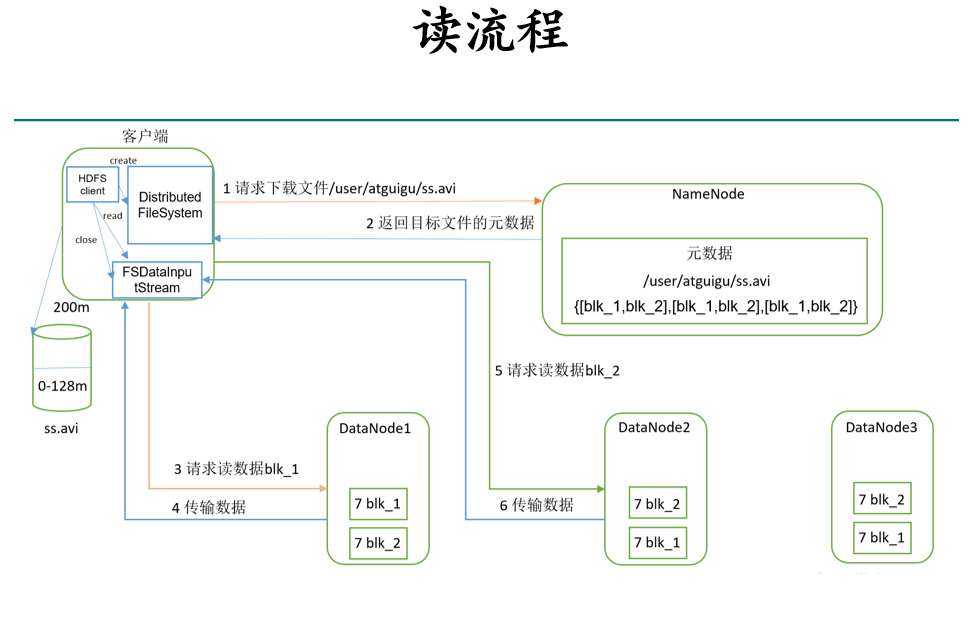 读流程
客户端
create
HDFS
client
Distributed
FileSystem
read
close
FSDataInpu
tStream
1 请求下载文件/user/atguigu/ss.avi
2 返回目标文件的元数据
NameNode
元数据
/user/atguigu/ss.avi
{[blk_1,blk_2],[blk_1,blk_2],[blk_1,blk_2]}
200m
0-128m
ss.avi
5 请求读数据blk_2
3 请求读数据blk_1
4 传输数据
6 传输数据
DataNode1
7 blk_1
7 blk_2
DataNode2
7 blk_2
7 blk_1
DataNode3
7 blk_2
7 blk_1